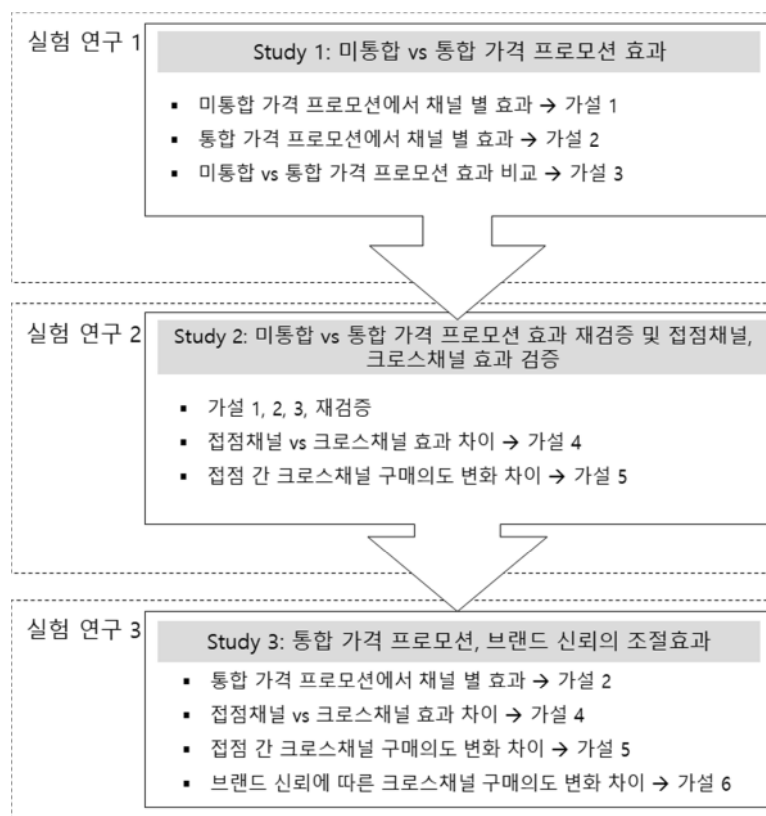 실험 연구 1
Study 1: 미통합 vs 통합 가격 프로모션 효과
▪ 미통합 가격 프로모션에서 채널 별 효과 → 가설 1
▪ 통합 가격 프로모션에서 채널 별 효과 → 가설 2
▪ 미통합 vs 통합 가격 프로모션 효과 비교 → 가설 3
실험 연구 2
Study 2: 미통합 vs 통합 가격 프로모션 효과 재검증 및 접점채널,
크로스채널 효과 검증
▪ 가설 1, 2, 3, 재검증
▪ 접점채널 vs 크로스채널 효과 차이 → 가설 4
▪ 접점 간 크로스채널 구매의도 변화 차이 → 가설 5
실험 연구 3
Study 3: 통합 가격 프로모션, 브랜드 신뢰의 조절효과
▪ 통합 가격 프로모션에서 채널 별 효과 → 가설 2
▪ 접점채널 vs 크로스채널 효과 차이 → 가설 4
▪ 접점 간 크로스채널 구매의도 변화 차이 → 가설 5
▪ 브랜드 신뢰에 따른 크로스채널 구매의도 변화 차이 → 가설 6